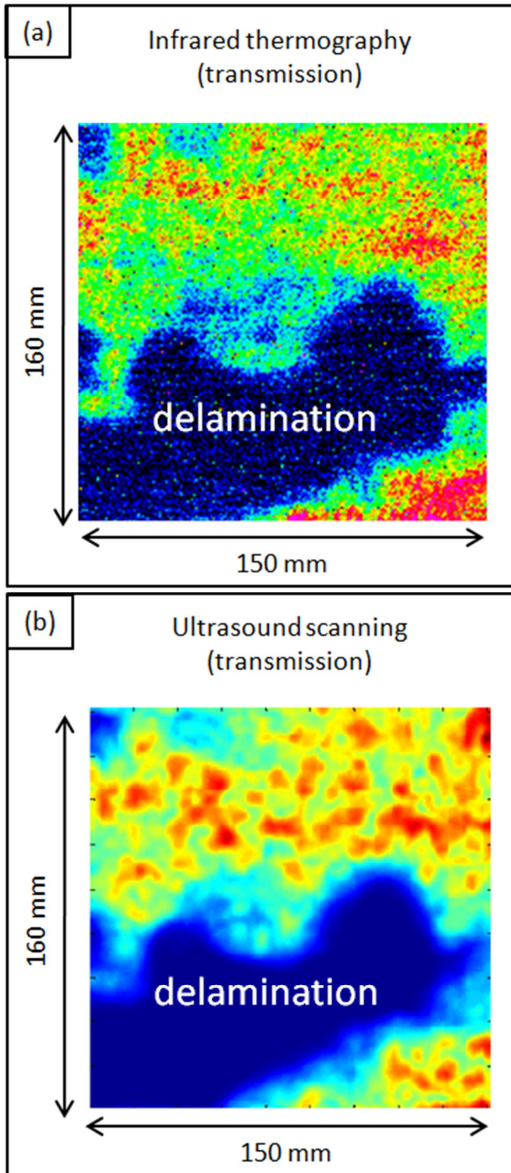 (a)
Infrared thermography
(transmission)
160 mm
delamination
150 mm
(b)
Ultrasound scanning
(transmission)
160 mm
delamination
150 mm